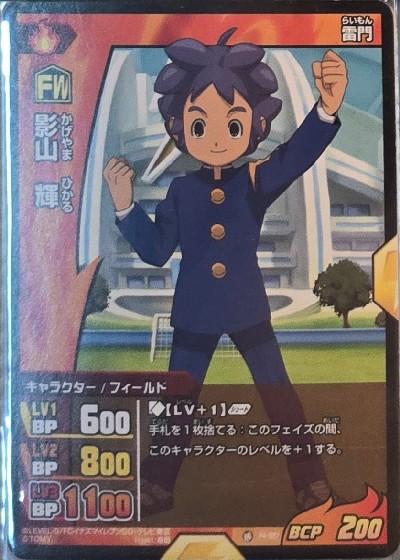 らいもん
雷門
FW
かげやま
影山
ひかる
輝
キャラクター / フィールド
LV1
BP 600
LV2
BP 800
LV3
BP 1100
【LV+1】
手札を1枚捨てる:このフェイズの間、
このキャラクターのレベルを+1する。
BCP 200